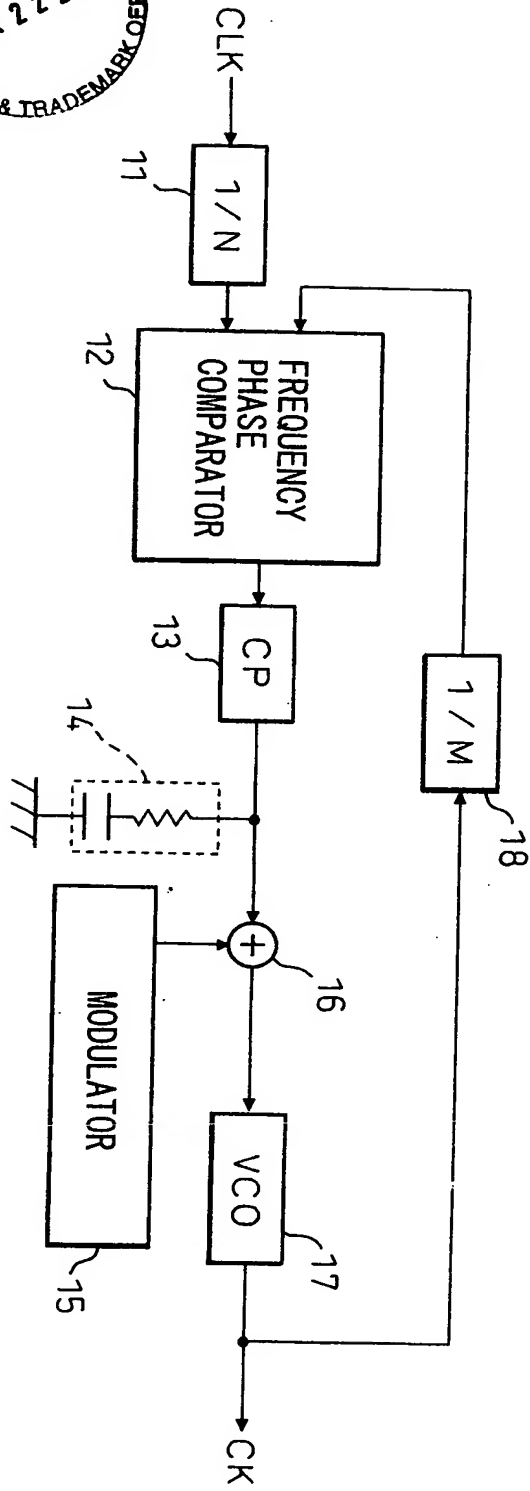 CLK
1/N
11
FREQUENCY
PHASE
COMPARATOR
12
CP
13
14
MODULATOR
15
+
16
VCO
17
1/M
18
CK
& TRADEMARK